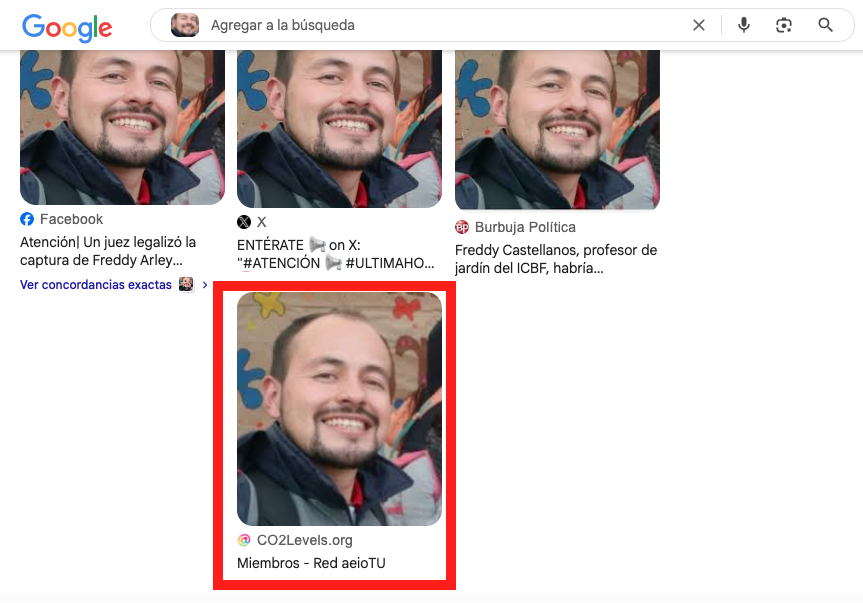 Google
Agregar a la búsqueda
Facebook
Atención| Un juez legalizó la
captura de Freddy Arley...
Ver concordancias exactas
X
ENTÉRATE 📢 on X:
"#ATENCIÓN 📢 #ULTIMAHO...
BP Burbuja Política
Freddy Castellanos, profesor de
jardín del ICBF, habría...
CO2Levels.org
Miembros - Red aeioTU